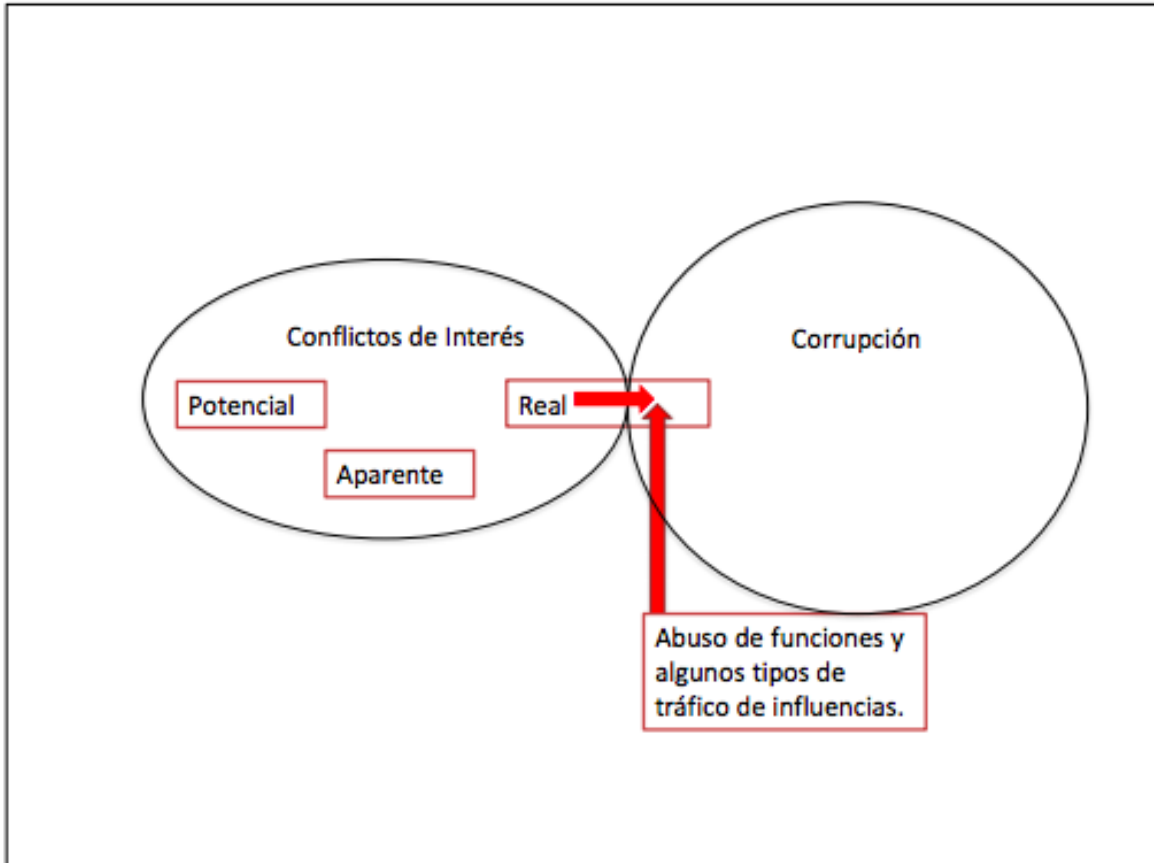 Conflictos de Interés
Corrupción
Potencial
Real
Aparente
Abuso de funciones y
algunos tipos de
tráfico de influencias.